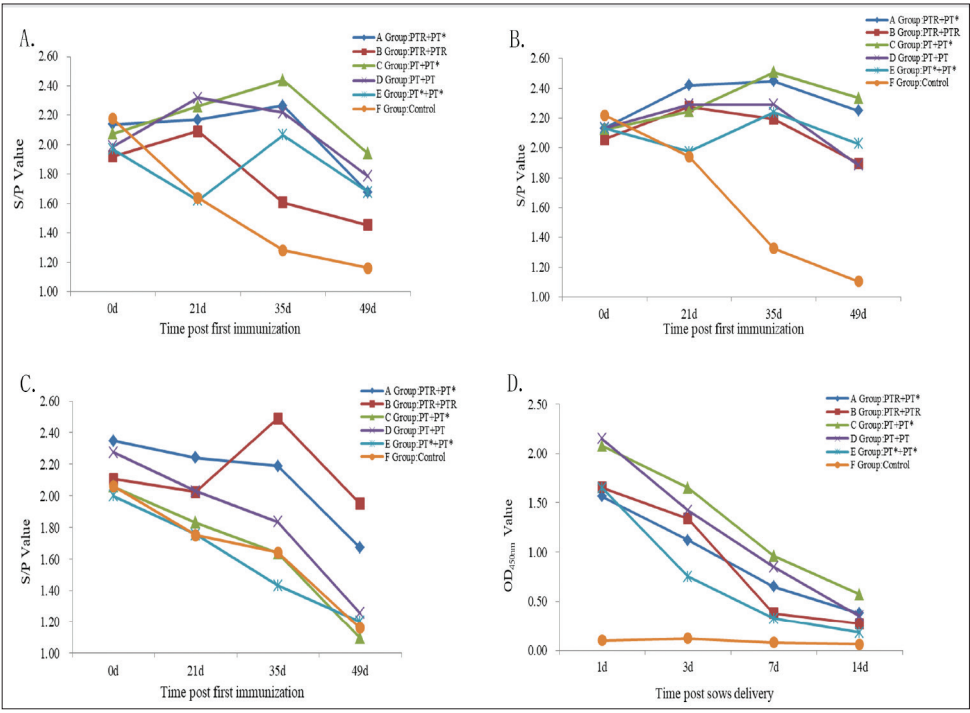 A.
A Group:PTR+PT*
B Group:PTR+PTR
C Group:PT+PT*
D Group:PT+PT
E Group:PT*+PT*
F Group:Control
S/P Value
2.60
2.40
2.20
2.00
1.80
1.60
1.40
1.20
1.00
0d 21d 35d 49d
Time post first immunization
B.
A Group:PTR+PT*
B Group:PTR+PTR
C Group:PT+PT*
D Group:PT+PT
E Group:PT*+PT*
F Group:Control
S/P Value
2.60
2.40
2.20
2.00
1.80
1.60
1.40
1.20
1.00
0d 21d 35d 49d
Time post first immunization
C.
A Group:PTR+PT*
B Group:PTR+PTR
C Group:PT+PT*
D Group:PT+PT
E Group:PT*+PT*
F Group:Control
S/P Value
2.60
2.40
2.20
2.00
1.80
1.60
1.40
1.20
1.00
0d 21d 35d 49d
Time post first immunization
D.
A Group:PTR+PT*
B Group:PTR+PTR
C Group:PT+PT*
D Group:PT+PT
E Group:PT*+PT*
F Group:Control
OD450nm Value
2.50
2.00
1.50
1.00
0.50
0.00
1d 3d 7d 14d
Time post sows delivery